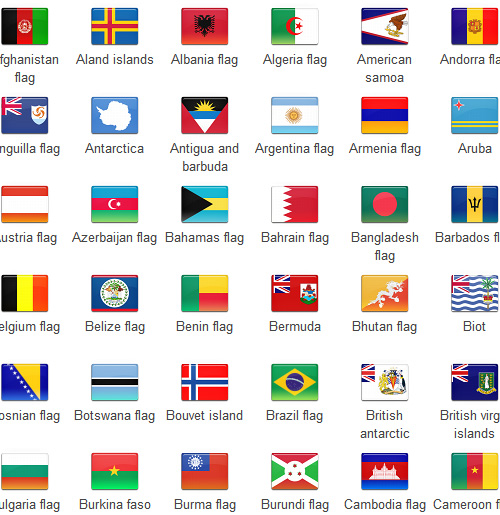 fghanistan flag
Aland islands
Albania flag
Algeria flag
American samoa
Andorra fla
nguilla flag
Antarctica
Antigua and barbuda
Argentina flag
Armenia flag
Aruba
ustria flag
Azerbaijan flag
Bahamas flag
Bahrain flag
Bangladesh flag
Barbados f
elgium flag
Belize flag
Benin flag
Bermuda
Bhutan flag
Biot
osnian flag
Botswana flag
Bouvet island
Brazil flag
British antarctic
British virg islands
ulgaria flag
Burkina faso
Burma flag
Burundi flag
Cambodia flag
Cameroon f